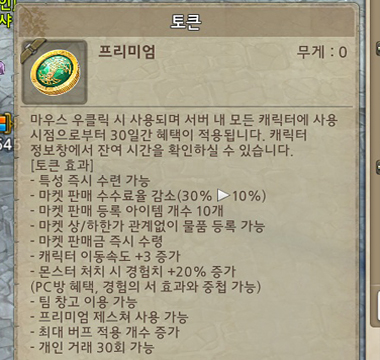 토큰
프리미엄 무게 : 0
마우스 우클릭 시 사용되며 서버 내 모든 캐릭터에 사용
시점으로부터 30일간 혜택이 적용됩니다. 캐릭터
정보창에서 잔여 시간을 확인하실 수 있습니다.
[토큰 효과]
- 특성 즉시 수련 가능
- 마켓 판매 수수료율 감소(30% ▶ 10%)
- 마켓 판매 등록 아이템 개수 10개
- 마켓 상/하한가 관계없이 물품 등록 가능
- 마켓 판매금 즉시 수령
- 캐릭터 이동속도 +3 증가
- 몬스터 처치 시 경험치 +20% 증가
(PC방 혜택, 경험의 서 효과와 중첩 가능)
- 팀 창고 이용 가능
- 프리미엄 제스쳐 사용 가능
- 최대 버프 적용 개수 증가
- 개인 거래 30회 가능